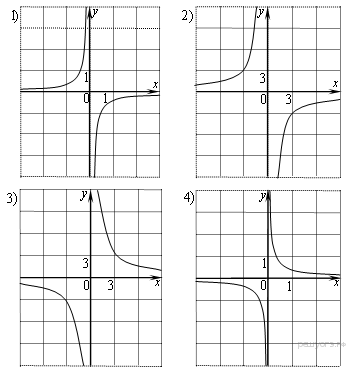 1) y 2) y
1 x 3 x
0 1 0 3
3) y 4) y
3 1
0 3 x 0 1 x